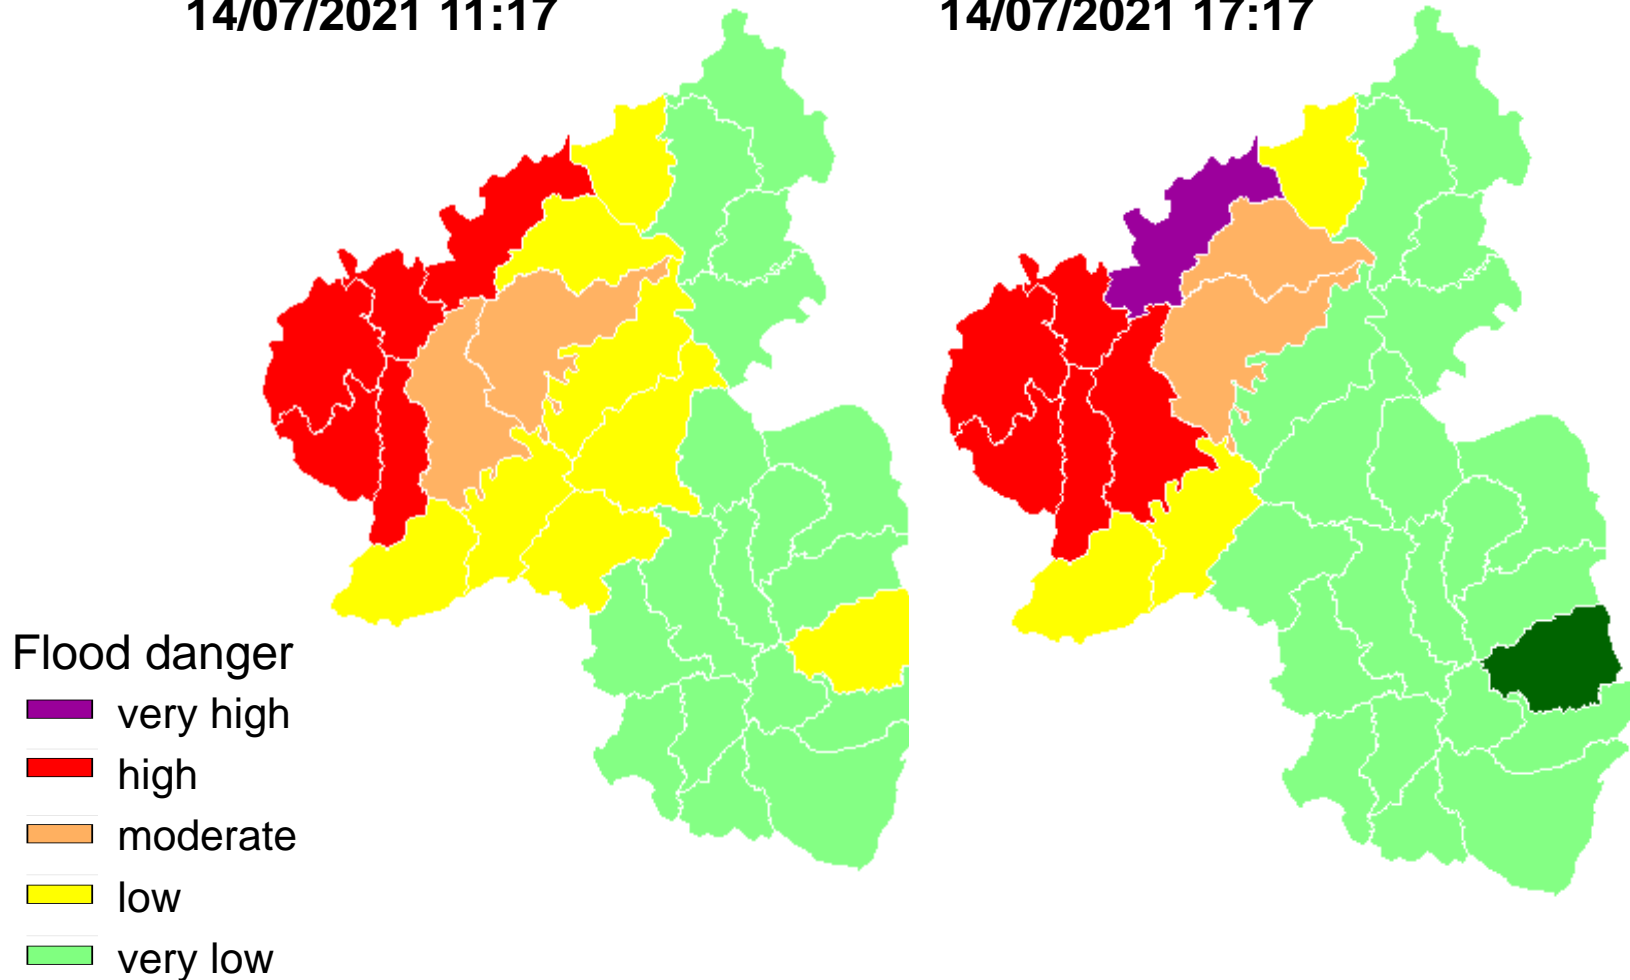 14/07/2021 11:17
14/07/2021 17:17
Flood danger
very high
high
moderate
low
very low